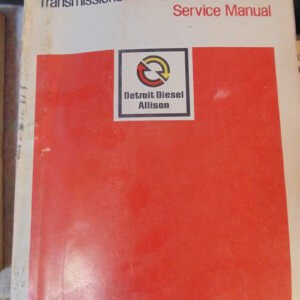 Transmissions
Service Manual
Detroit Diesel
Allison